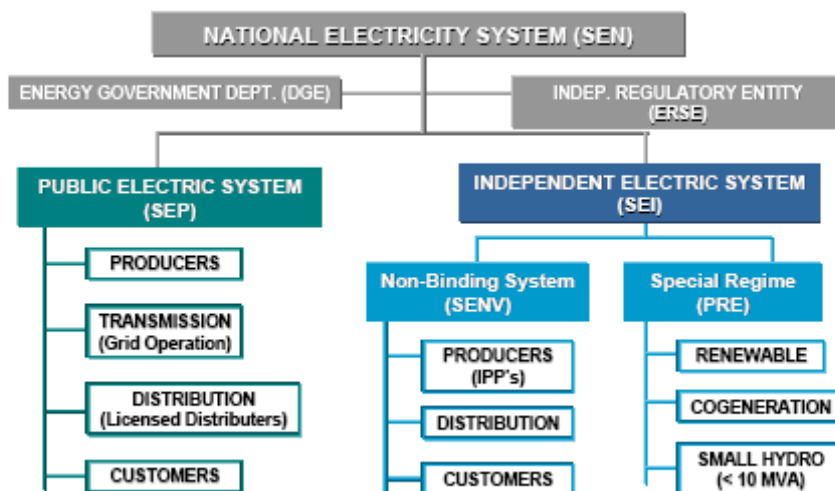 NATIONAL ELECTRICITY SYSTEM (SEN)
ENERGY GOVERNMENT DEPT. (DGE)
INDEP. REGULATORY ENTITY
(ERSE)
PUBLIC ELECTRIC SYSTEM
(SEP)
PRODUCERS
TRANSMISSION
(Grid Operation)
DISTRIBUTION
(Licensed Distributers)
CUSTOMERS
INDEPENDENT ELECTRIC SYSTEM
(SEI)
Non-Binding System
(SENV)
PRODUCERS
(IPP's)
DISTRIBUTION
CUSTOMERS
Special Regime
(PRE)
RENEWABLE
COGENERATION
SMALL HYDRO
(< 10 MVA)